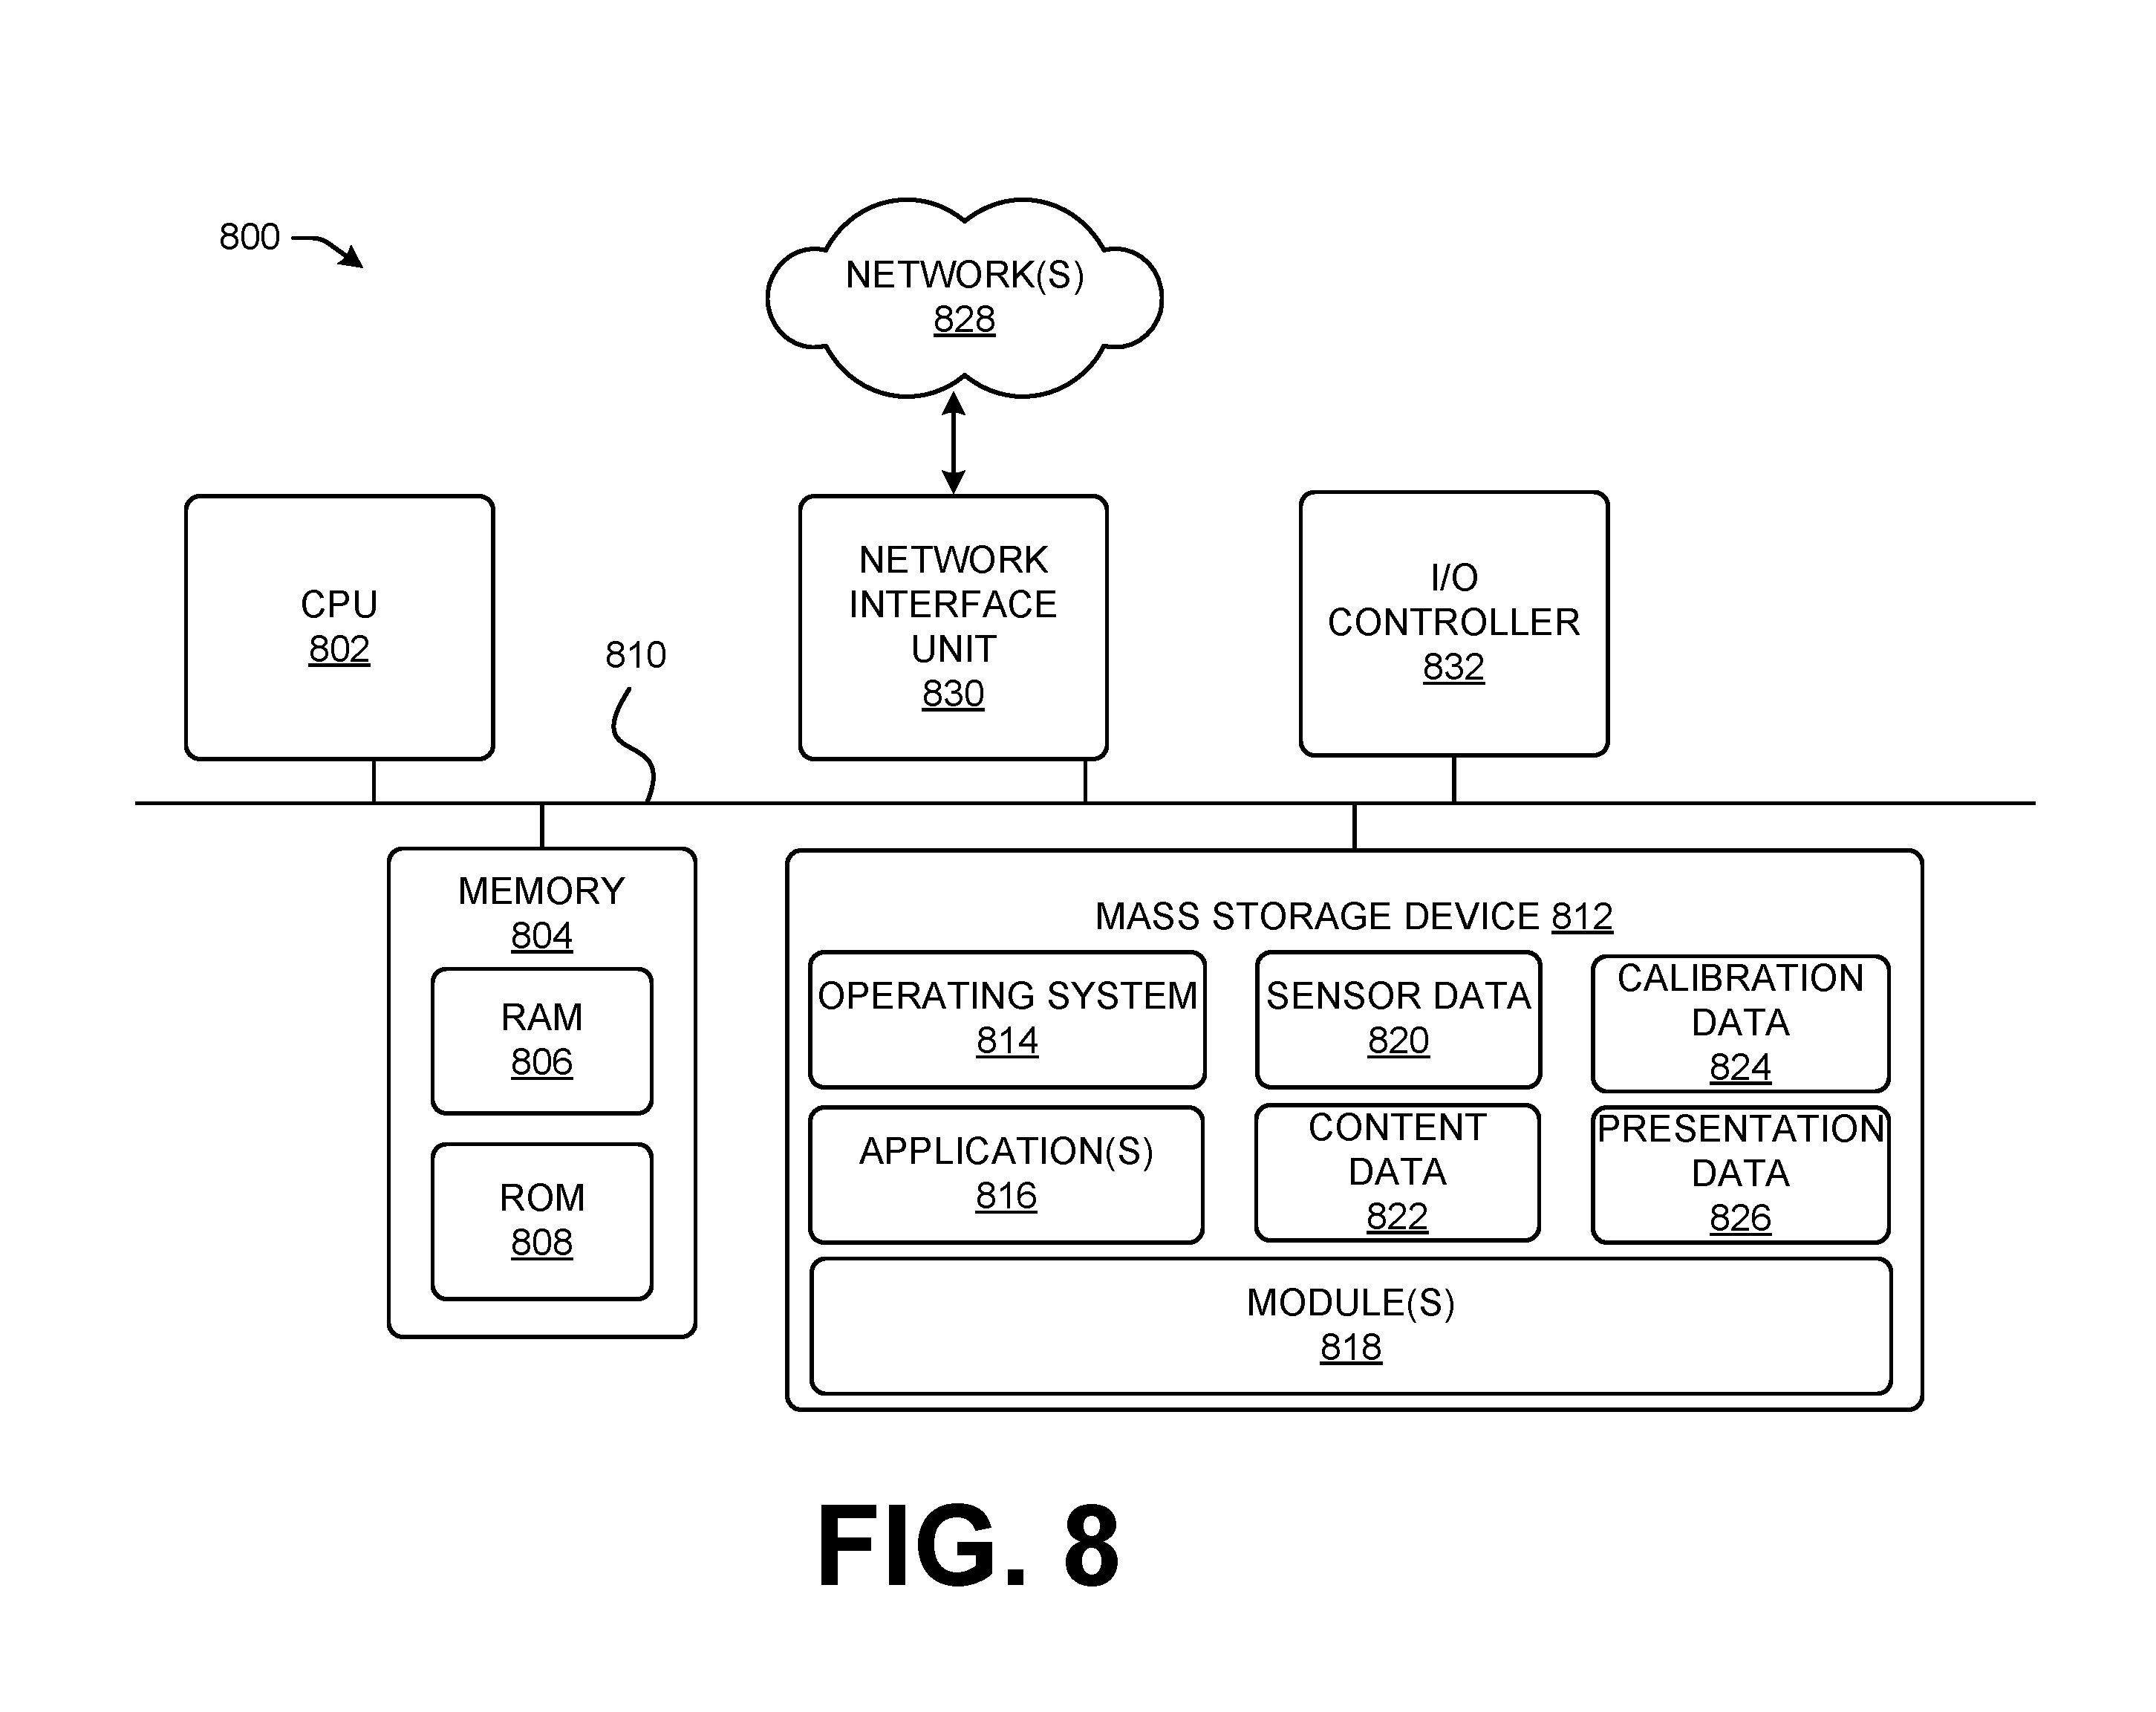 800
NETWORK(S)
828
CPU
802
NETWORK
INTERFACE
UNIT
830
I/O
CONTROLLER
832
810
MEMORY
804
RAM
806
ROM
808
MASS STORAGE DEVICE 812
OPERATING SYSTEM
814
SENSOR DATA
820
CALIBRATION
DATA
824
APPLICATION(S)
816
CONTENT
DATA
822
PRESENTATION
DATA
826
MODULE(S)
818
FIG. 8